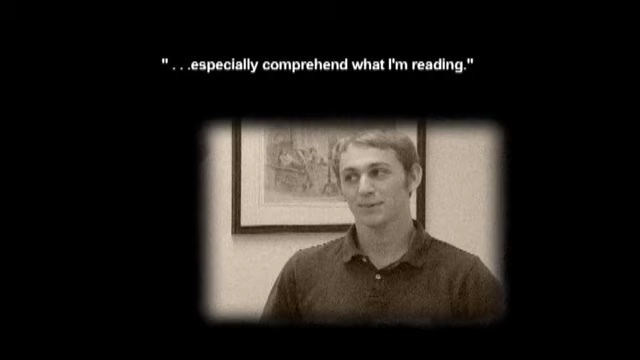 " . . .especially comprehend what I'm reading."